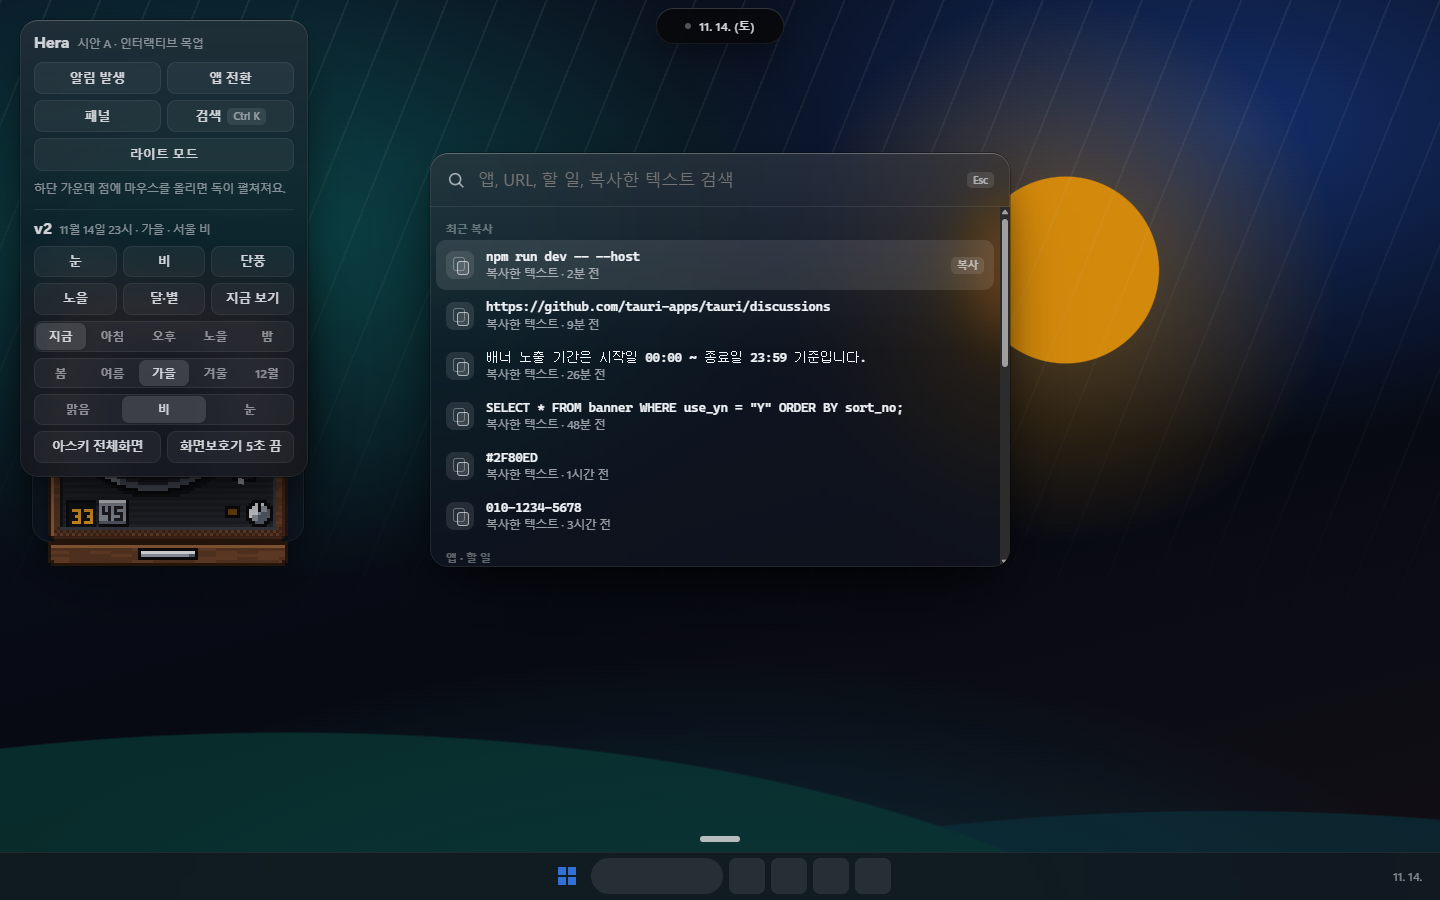 11. 14. (토)
Hera 시안 A · 인터랙티브 목업
알림 발생
앱 전환
패널
검색 Ctrl K
라이트 모드
하단 가운데 점에 마우스를 올리면 독이 펼쳐져요.
v2 11월 14일 23시 · 가을 · 서울 비
눈
비
단풍
노을
달·별
지금 보기
지금
아침
오후
노을
밤
봄
여름
가을
겨울
12월
맑음
비
눈
아스키 전체화면
화면보호기 5초 끔
33 45
앱, URL, 할 일, 복사한 텍스트 검색
Esc
최근 복사
npm run dev -- --host
복사한 텍스트 · 2분 전
복사
https://github.com/tauri-apps/tauri/discussions
복사한 텍스트 · 9분 전
배너 노출 기간은 시작일 00:00 ~ 종료일 23:59 기준입니다.
복사한 텍스트 · 26분 전
SELECT * FROM banner WHERE use_yn = "Y" ORDER BY sort_no;
복사한 텍스트 · 48분 전
#2F80ED
복사한 텍스트 · 1시간 전
010-1234-5678
복사한 텍스트 · 3시간 전
앱 · 할 일
11. 14.